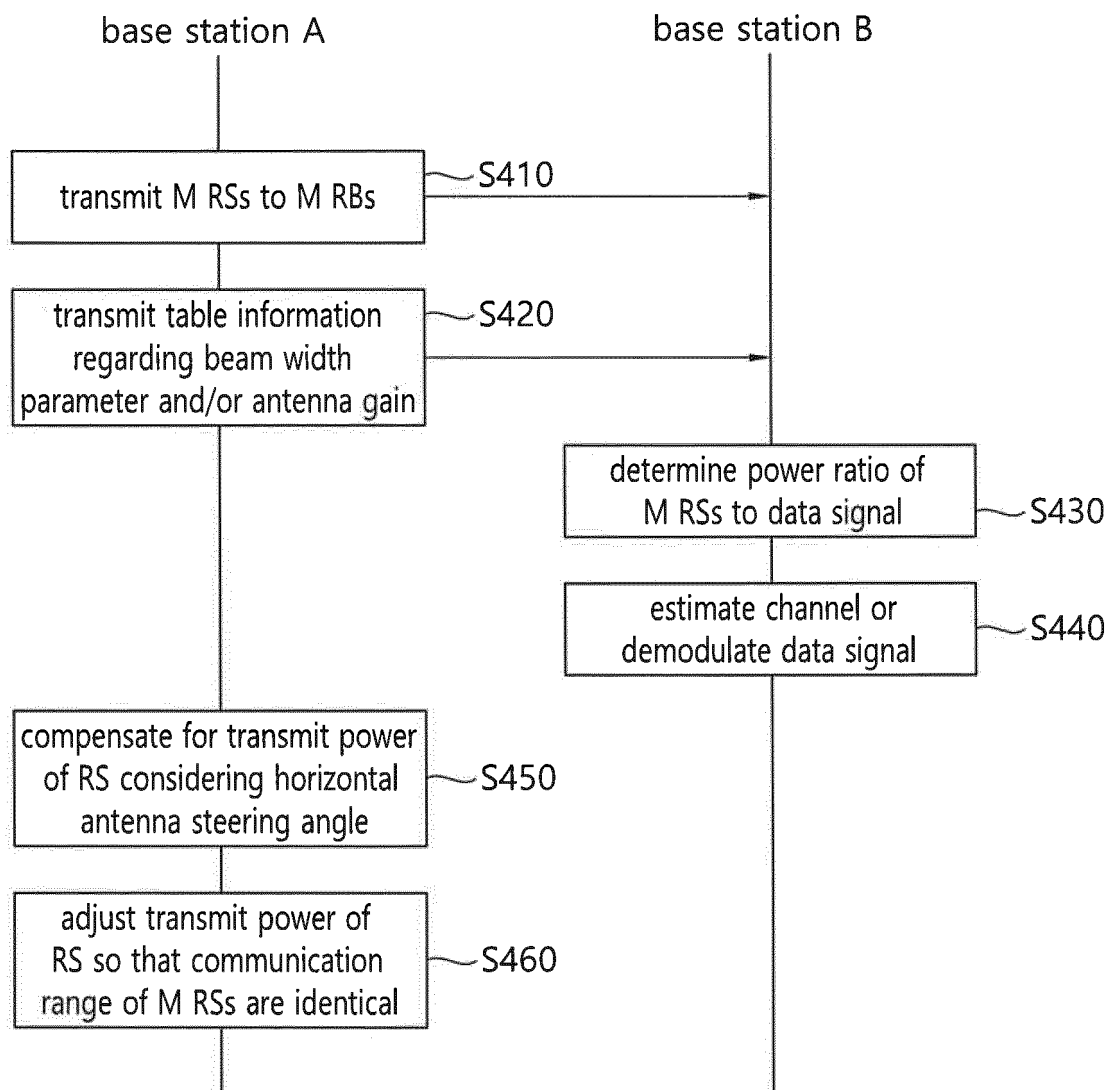 base station A
base station B
transmit M RSs to M RBs
S410
transmit table information
regarding beam width
parameter and/or antenna gain
S420
determine power ratio of
M RSs to data signal
S430
estimate channel or
demodulate data signal
S440
compensate for transmit power
of RS considering horizontal
antenna steering angle
S450
adjust transmit power of
RS so that communication
range of M RSs are identical
S460